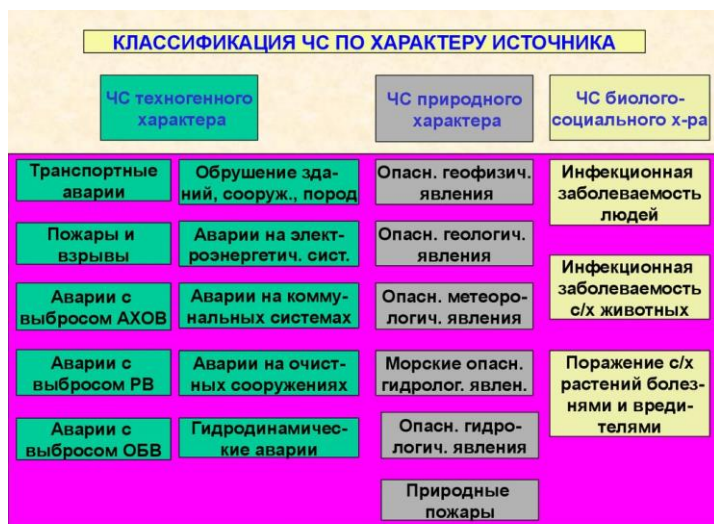 КЛАССИФИКАЦИЯ ЧС ПО ХАРАКТЕРУ ИСТОЧНИКА
ЧС техногенного
характера
Транспортные
аварии
Пожары и
взрывы
Аварии с
выбросом АХОВ
Аварии с
выбросом РВ
Аварии с
выбросом ОБВ
Обрушение зда-
ний, сооруж., пород
Аварии на элект-
роэнергетич. сист.
Аварии на комму-
нальных системах
Аварии на очист-
ных сооружениях
Гидродинамичес-
кие аварии
ЧС природного
характера
Опасн. геофизич.
явления
Опасн. геологич.
явления
Опасн. метеоро-
логич. явления
Морские опасн.
гидролог. явлен.
Опасн. гидро-
логич. явления
Природные
пожары
ЧС биолого-
социального х-ра
Инфекционная
заболеваемость
людей
Инфекционная
заболеваемость
с/х животных
Поражение с/х
растений болез-
нями и вреди-
телями